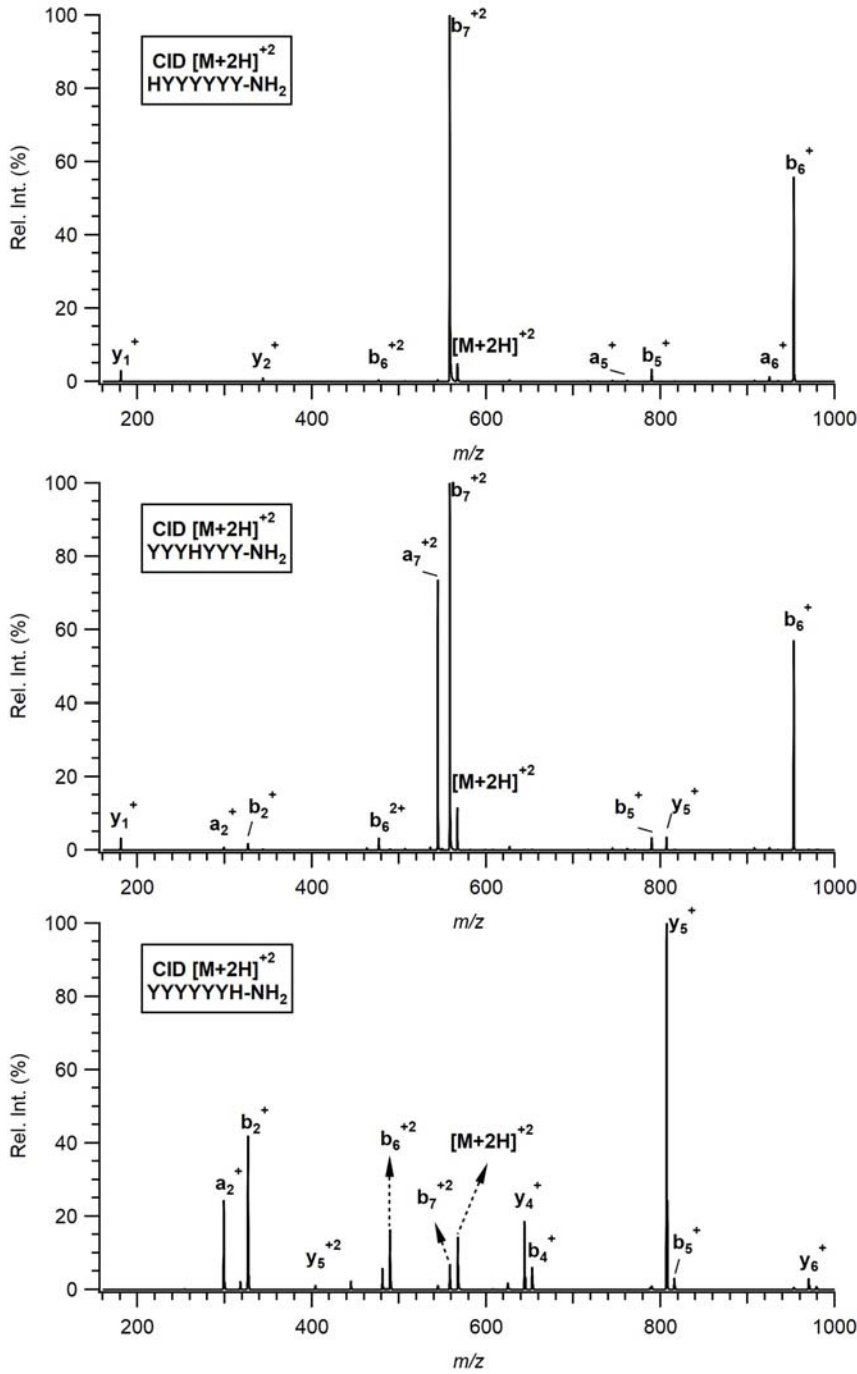 b₇⁺²
CID [M+2H]⁺²
HYYYYYY-NH₂
Rel. Int. (%)
100
80
60
40
20
0
b₆⁺
y₁⁺
y₂⁺
b₆⁺²
[M+2H]⁺²
a₅⁺
b₅⁺
a₆⁺
200
400
600
800
1000
m/z
b₇⁺²
CID [M+2H]⁺²
YYYHYYY-NH₂
Rel. Int. (%)
100
80
60
40
20
0
a₇⁺²
b₆⁺
y₁⁺
a₂⁺
b₂⁺
b₆²⁺
[M+2H]⁺²
b₅⁺
y₅⁺
200
400
600
800
1000
m/z
y₅⁺
CID [M+2H]⁺²
YYYYYYH-NH₂
Rel. Int. (%)
100
80
60
40
20
0
a₂⁺
b₂⁺
y₅⁺²
b₆⁺²
b₇⁺²
[M+2H]⁺²
y₄⁺
b₄⁺
b₅⁺
y₆⁺
200
400
600
800
1000
m/z